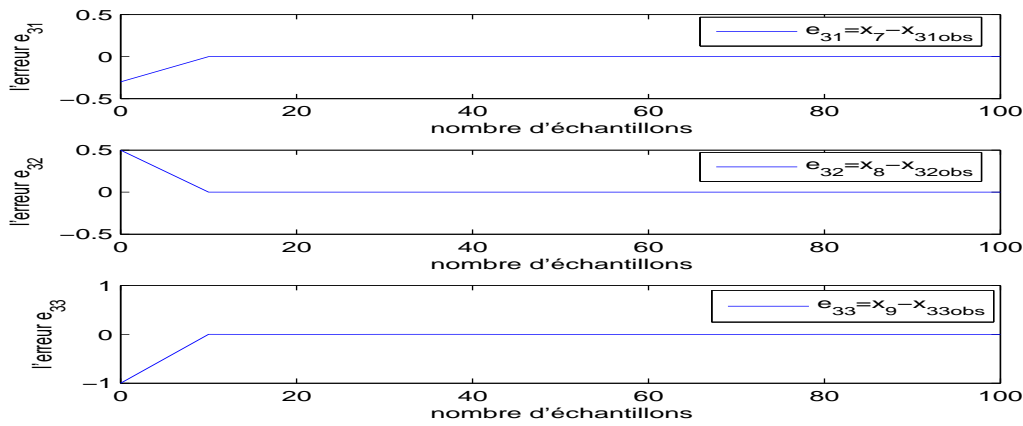 0.5
0
−0.5
l'erreur e31
e31=x7−x31obs
0 20 40 60 80 100
nombre d'échantillons
0.5
0
−0.5
l'erreur e32
e32=x8−x32obs
0 20 40 60 80 100
nombre d'échantillons
1
0
−1
l'erreur e33
e33=x9−x33obs
0 20 40 60 80 100
nombre d'échantillons